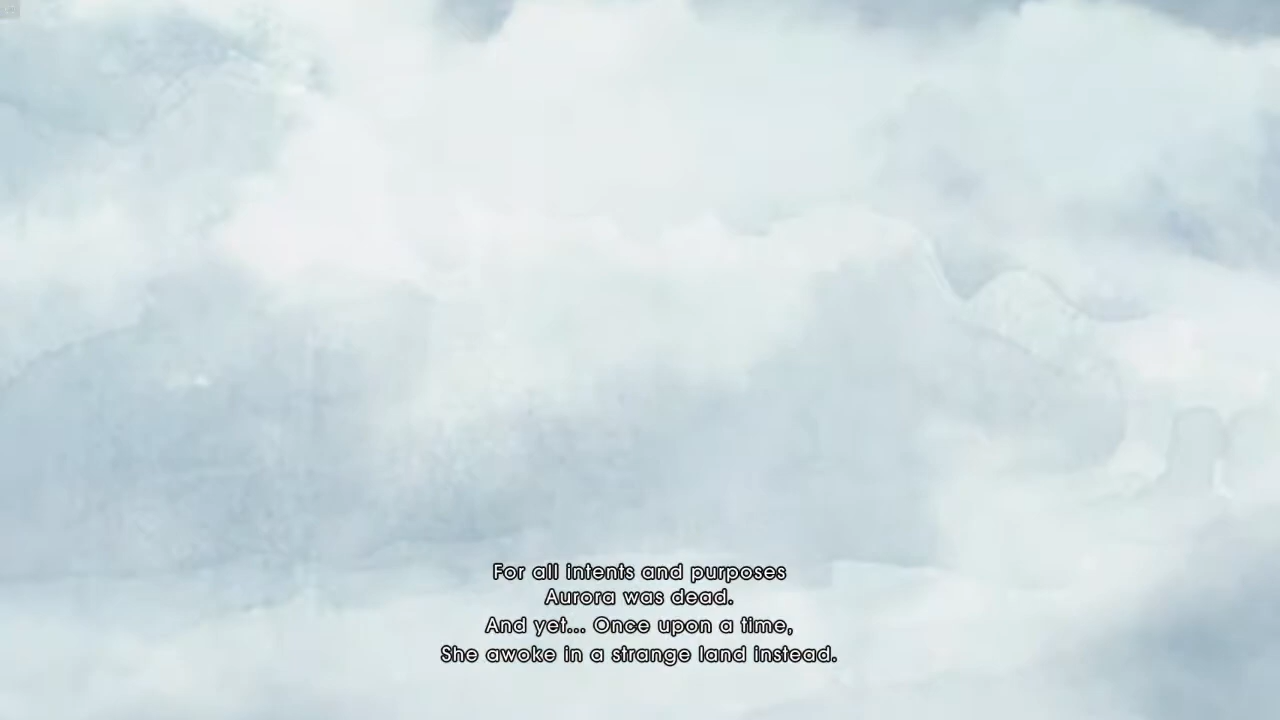 For all intents and purposes
Aurora was dead.
And yet... Once upon a time,
She awoke in a strange land instead.